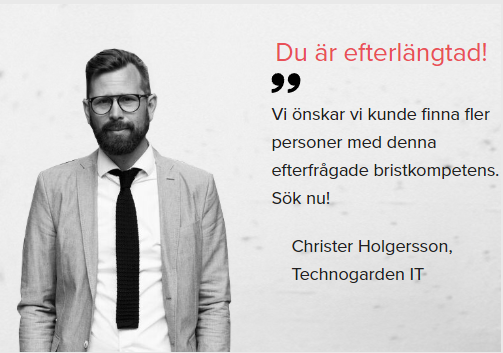 Du är efterlängtad!
”
Vi önskar vi kunde finna fler
personer med denna
efterfrågade bristkompetens.
Sök nu!
Christer Holgersson,
Technogarden IT